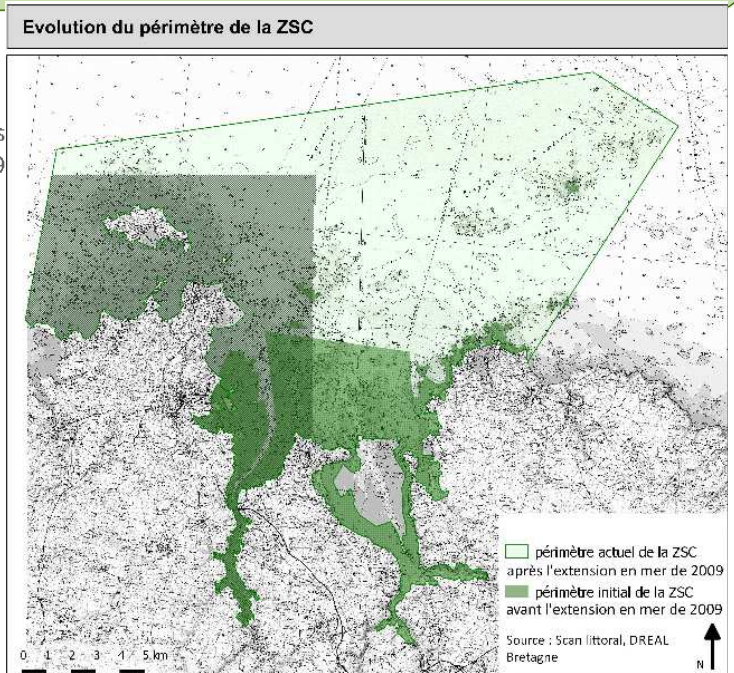 Evolution du périmètre de la ZSC
s
9
périmètre actuel de la ZSC
après l'extension en mer de 2009
périmètre initial de la ZSC
avant l'extension en mer de 2009
Source : Scan littoral, DREAL
Bretagne
N
0 1 2 3 4 5 km